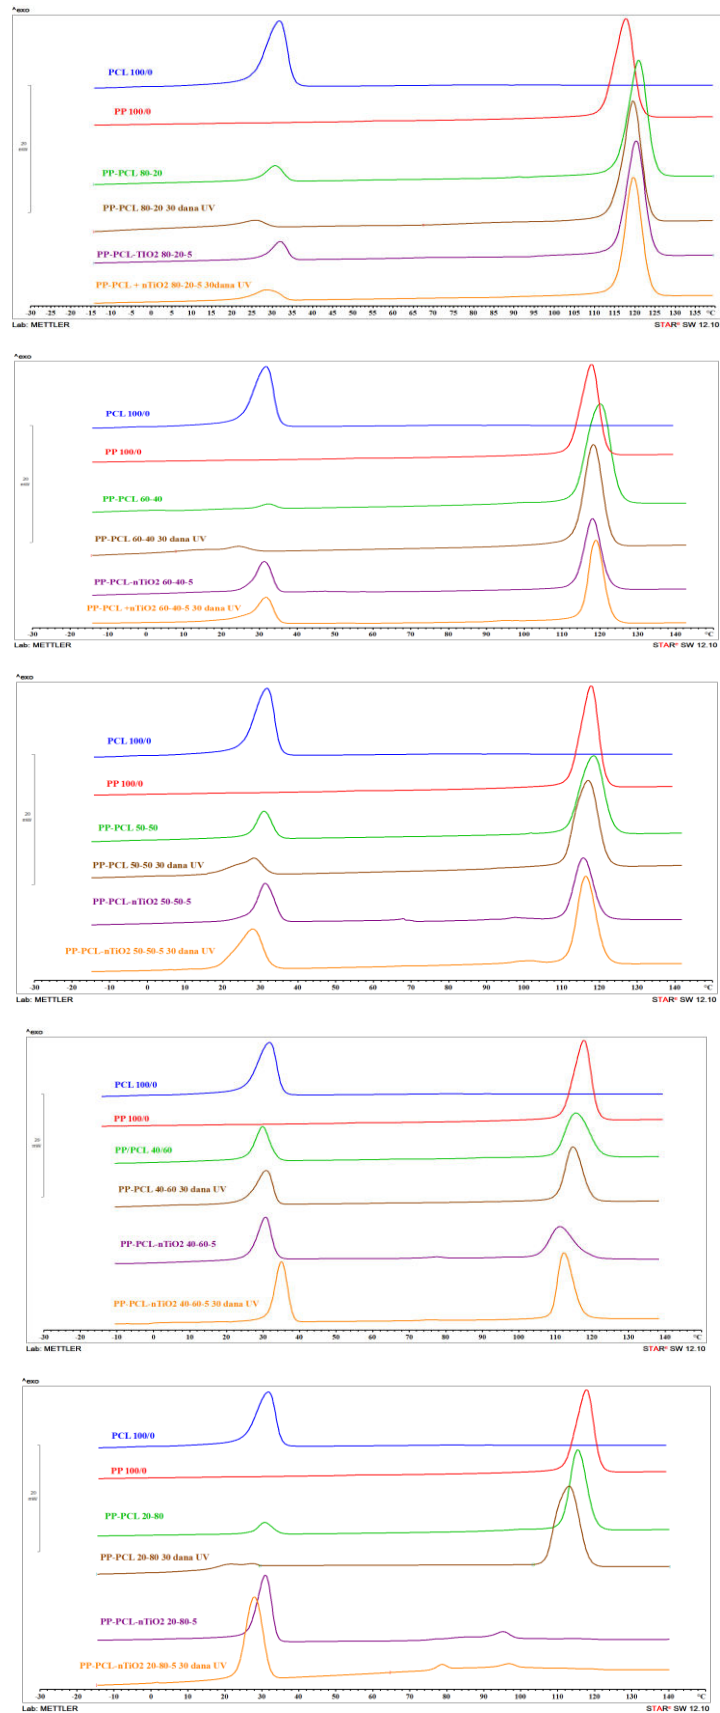 ^exo
PCL 100/0
PP 100/0
20
mW
PP-PCL 80-20
PP-PCL 80-20 30 dana UV
PP-PCL-TIO2 80-20-5
PP-PCL + nTiO2 80-20-5 30dana UV
-30 -25 -20 -15 -10 -5 0 5 10 15 20 25 30 35 40 45 50 55 60 65 70 75 80 85 90 95 100 105 110 115 120 125 130 135 °C
Lab: METTLER STARe SW 12.10
^exo
PCL 100/0
PP 100/0
20
mW
PP-PCL 60-40
PP-PCL 60-40 30 dana UV
PP-PCL-nTiO2 60-40-5
PP-PCL +nTiO2 60-40-5 30 dana UV
-30 -20 -10 0 10 20 30 40 50 60 70 80 90 100 110 120 130 140 °C
Lab: METTLER STARe SW 12.10
^exo
PCL 100/0
PP 100/0
20
mW
PP-PCL 50-50
PP-PCL 50-50 30 dana UV
PP-PCL-nTiO2 50-50-5
PP-PCL-nTiO2 50-50-5 30 dana UV
-30 -20 -10 0 10 20 30 40 50 60 70 80 90 100 110 120 130 140 °C
Lab: METTLER STARe SW 12.10
^exo
PCL 100/0
PP 100/0
20
mW
PP/PCL 40/60
PP-PCL 40-60 30 dana UV
PP-PCL-nTiO2 40-60-5
PP-PCL-nTiO2 40-60-5 30 dana UV
-30 -20 -10 0 10 20 30 40 50 60 70 80 90 100 110 120 130 140 °C
Lab: METTLER STARe SW 12.10
^exo
PCL 100/0
PP 100/0
20
mW
PP-PCL 20-80
PP-PCL 20-80 30 dana UV
PP-PCL-nTiO2 20-80-5
PP-PCL-nTiO2 20-80-5 30 dana UV
-30 -20 -10 0 10 20 30 40 50 60 70 80 90 100 110 120 130 140 °C
Lab: METTLER STARe SW 12.10